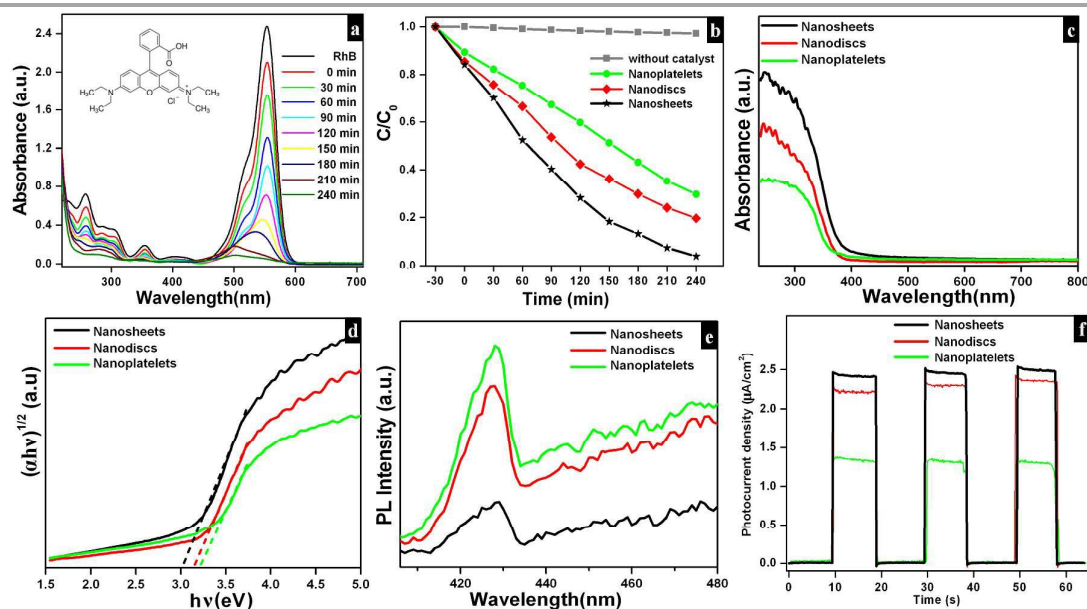 a
Absorbance (a.u.)
2.4
1.8
1.2
0.6
0.0
300
400
500
600
Wavelength(nm)
COH
O
H₃C
N
O
N⁺
CH₃
CH₃
Cl⁻
H₃C
RhB
0 min
30 min
60 min
90 min
120 min
150 min
180 min
210 min
240 min
b
C/C₀
1.0
0.8
0.6
0.4
0.2
0.0
-30
0
30
60
90
120
150
180
210
240
Time (min)
without catalyst
Nanoplatelets
Nanodiscs
Nanosheets
c
Absorbance (a.u.)
Nanosheets
Nanodiscs
Nanoplatelets
300
400
500
600
700
800
Wavelength(nm)
d
(αhν)¹/² (a.u)
Nanosheets
Nanodiscs
Nanoplatelets
1.5
2.0
2.5
3.0
3.5
4.0
4.5
5.0
hν(eV)
e
PL Intensity (a.u.)
Nanosheets
Nanodiscs
Nanoplatelets
420
440
460
480
Wavelength(nm)
f
Photocurrent density (μA/cm²)
Nanosheets
Nanodiscs
Nanoplatelets
2.5
2.0
1.5
1.0
0.5
0.0
0
10
20
30
40
50
60
Time (s)